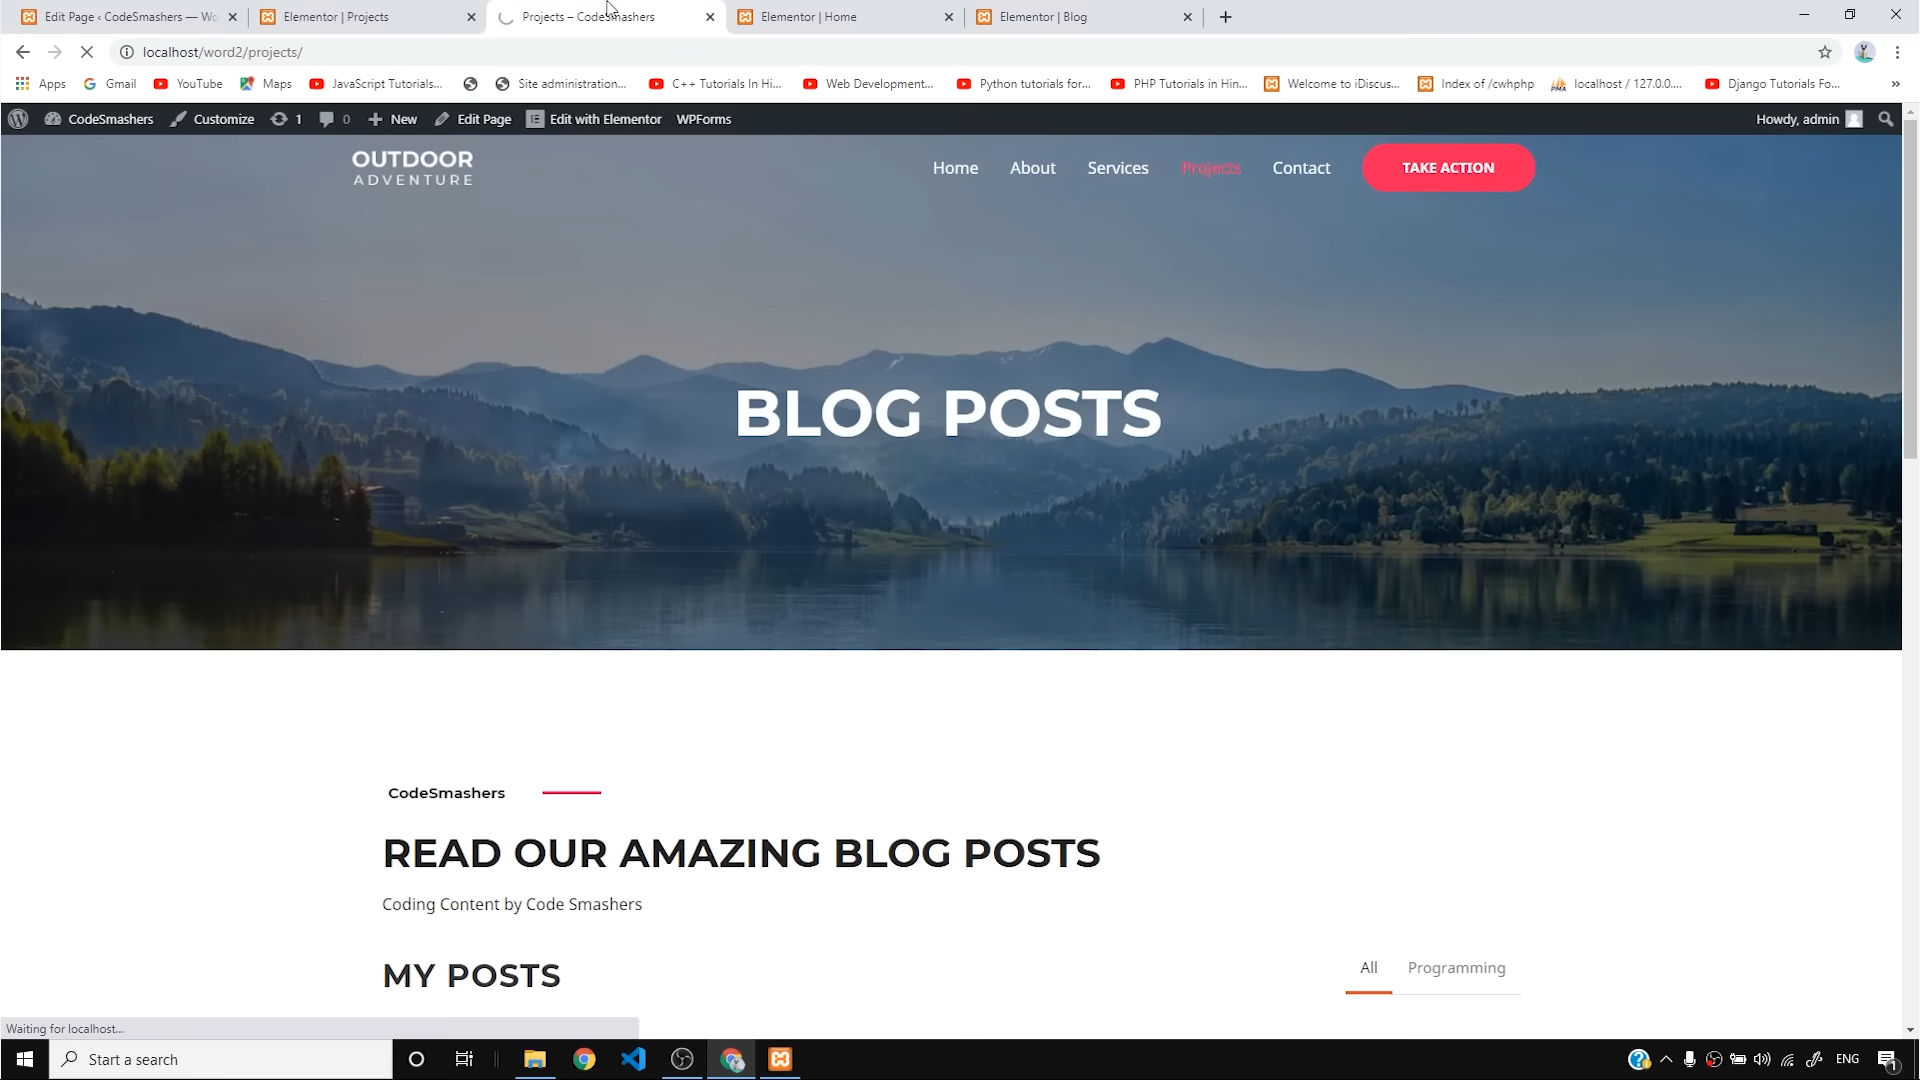 Edit Page ‹ CodeSmashers — Wo
Elementor | Projects
Projects – CodeSmashers
Elementor | Home
Elementor | Blog
localhost/word2/projects/
Apps
Gmail
YouTube
Maps
JavaScript Tutorials...
Site administration...
C++ Tutorials In Hi...
Web Development...
Python tutorials for...
PHP Tutorials in Hin...
Welcome to iDiscus...
Index of /cwhphp
localhost / 127.0.0....
Django Tutorials Fo...
»
CodeSmashers
Customize
1
0
New
Edit Page
Edit with Elementor
WPForms
Howdy, admin
OUTDOOR
ADVENTURE
Home
About
Services
Projects
Contact
TAKE ACTION
BLOG POSTS
CodeSmashers
READ OUR AMAZING BLOG POSTS
Coding Content by Code Smashers
MY POSTS
All
Programming
Waiting for localhost...
Start a search
ENG
1